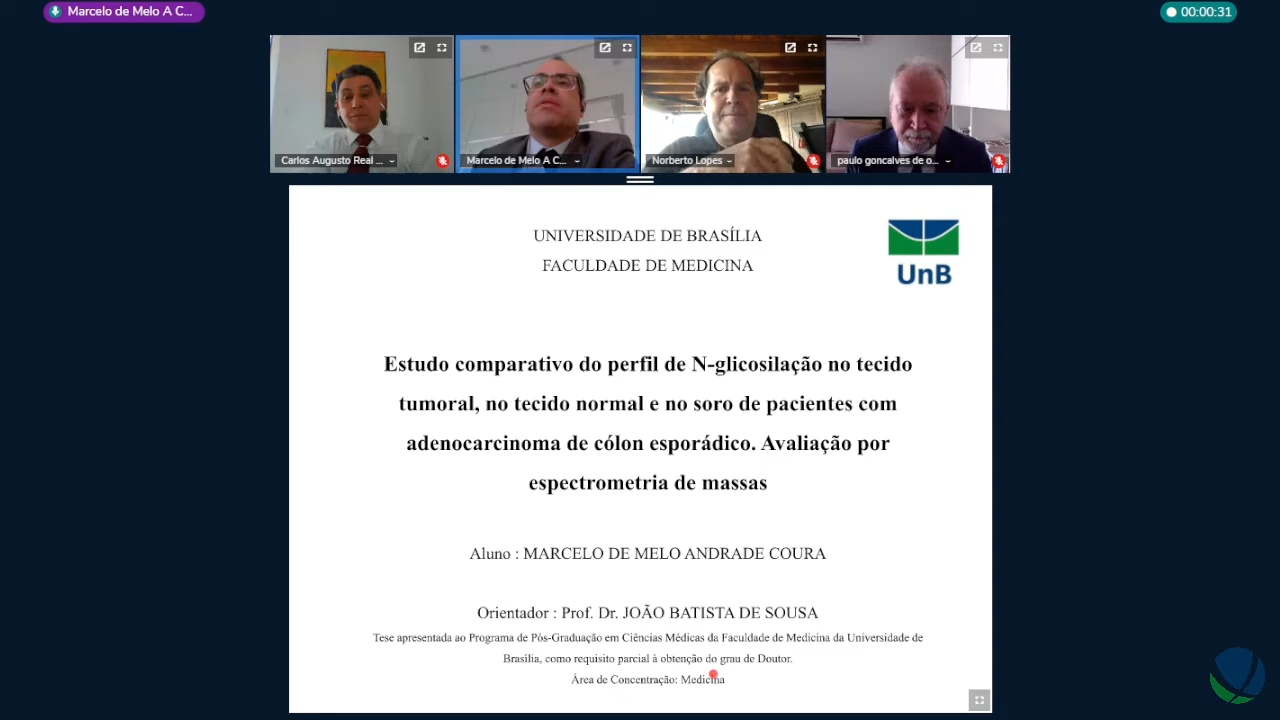 Marcelo de Melo A C...
00:00:31
Carlos Augusto Real ...
Marcelo de Melo A C...
Norberto Lopes
paulo goncalves de o...
UNIVERSIDADE DE BRASÍLIA
FACULDADE DE MEDICINA
UnB
Estudo comparativo do perfil de N-glicosilação no tecido
tumoral, no tecido normal e no soro de pacientes com
adenocarcinoma de cólon esporádico. Avaliação por
espectrometria de massas
Aluno : MARCELO DE MELO ANDRADE COURA
Orientador : Prof. Dr. JOÃO BATISTA DE SOUSA
Tese apresentada ao Programa de Pós-Graduação em Ciências Médicas da Faculdade de Medicina da Universidade de
Brasília, como requisito parcial à obtenção do grau de Doutor.
Área de Concentração: Medicina